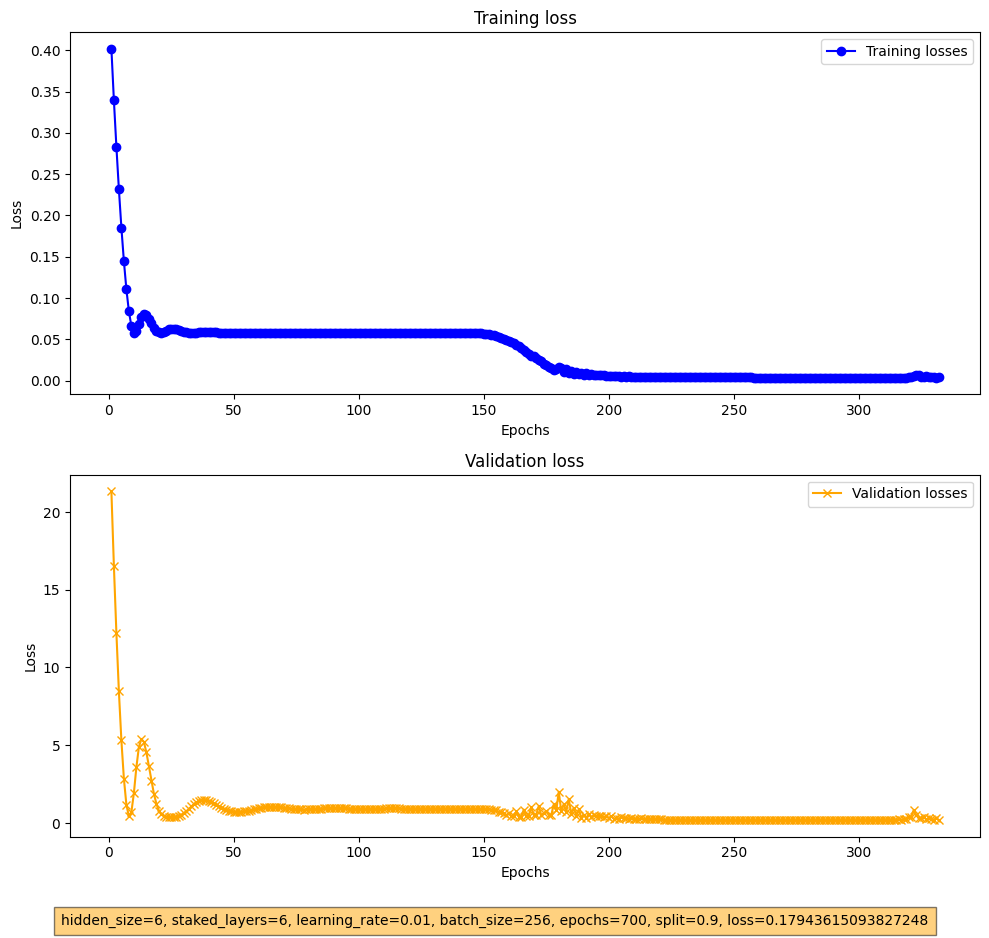 Training loss
Training losses
0.40
0.35
0.30
0.25
0.20
0.15
0.10
0.05
0.00
Loss
0 50 100 150 200 250 300
Epochs
Validation loss
Validation losses
20
15
10
5
0
Loss
0 50 100 150 200 250 300
Epochs
hidden_size=6, staked_layers=6, learning_rate=0.01, batch_size=256, epochs=700, split=0.9, loss=0.17943615093827248